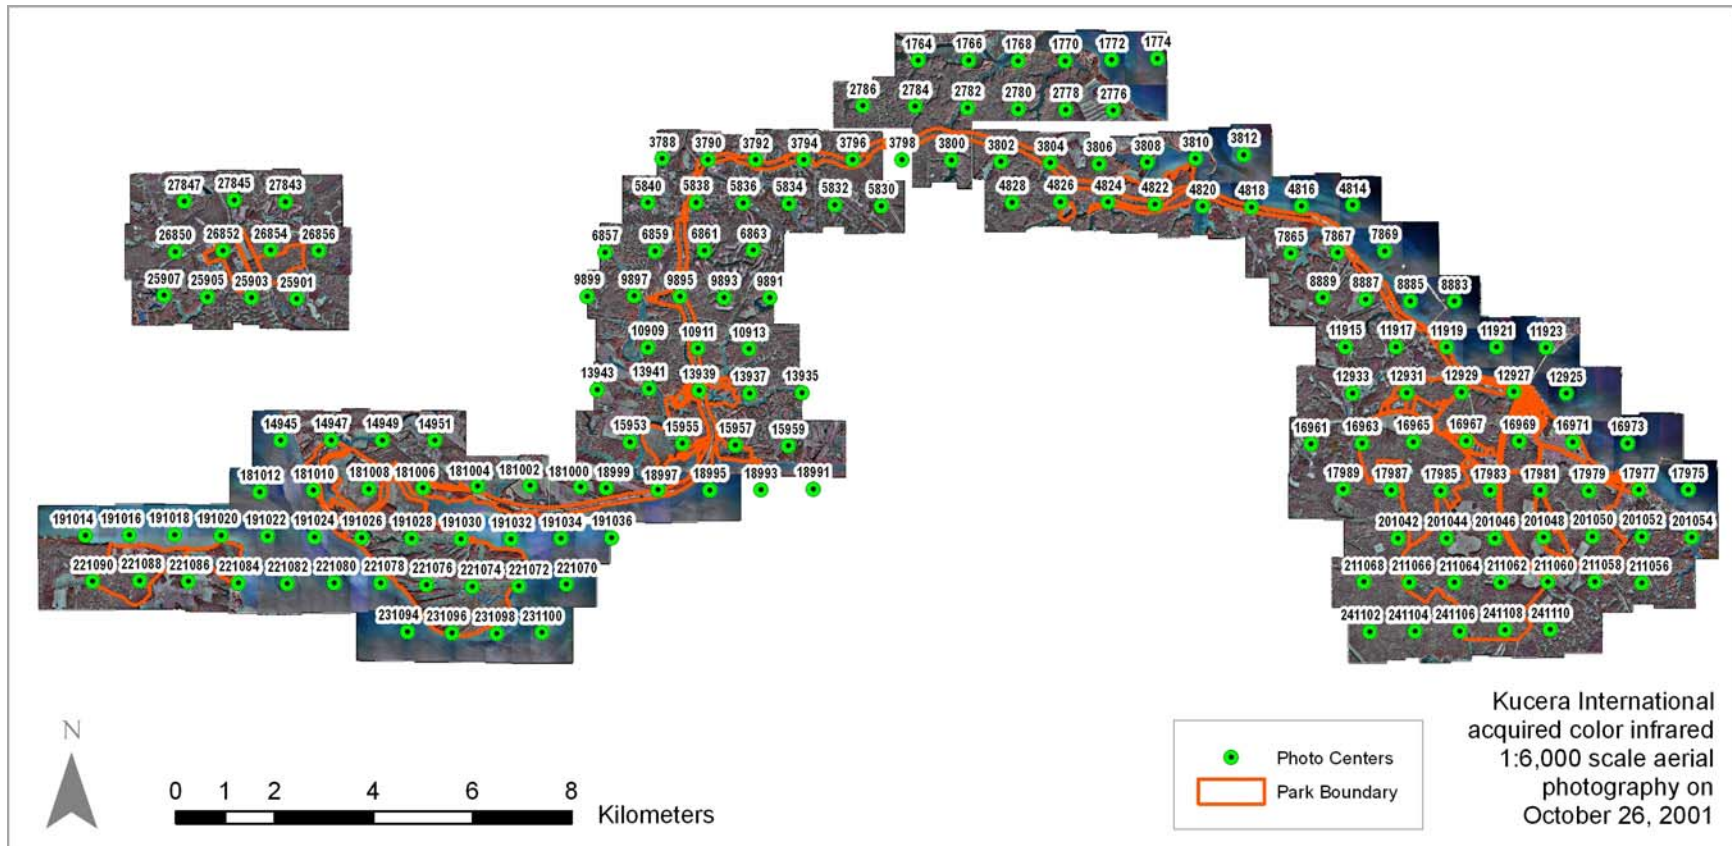 1764 1766 1768 1770 1772 1774
2786 2784 2782 2780 2778 2776
3788 3790 3792 3794 3796 3798 3800 3802 3804 3806 3808 3810 3812
27847 27845 27843
5840 5838 5836 5834 5832 5830 4828 4826 4824 4822 4820 4818 4816 4814
26850 26852 26854 26856
6857 6859 6861 6863 7865 7867 7869
25907 25905 25903 25901
9899 9897 9895 9893 9891 8889 8887 8885 8883
10909 10911 10913 11915 11917 11919 11921 11923
13943 13941 13939 13937 13935 12933 12931 12929 12927 12925
14945 14947 14949 14951 15953 15955 15957 15959 16961 16963 16965 16967 16969 16971 16973
181012 181010 181008 181006 181004 181002 181000 18999 18997 18995 18993 18991 17989 17987 17985 17983 17981 17979 17977 17975
191014 191016 191018 191020 191022 191024 191026 191028 191030 191032 191034 191036 201042 201044 201046 201048 201050 201052 201054
221090 221088 221086 221084 221082 221080 221078 221076 221074 221072 221070 211068 211066 211064 211062 211060 211058 211056
231094 231096 231098 231100 241102 241104 241106 241108 241110
N
0 1 2 4 6 8
Kilometers
Photo Centers
Park Boundary
Kucera International
acquired color infrared
1:6,000 scale aerial
photography on
October 26, 2001